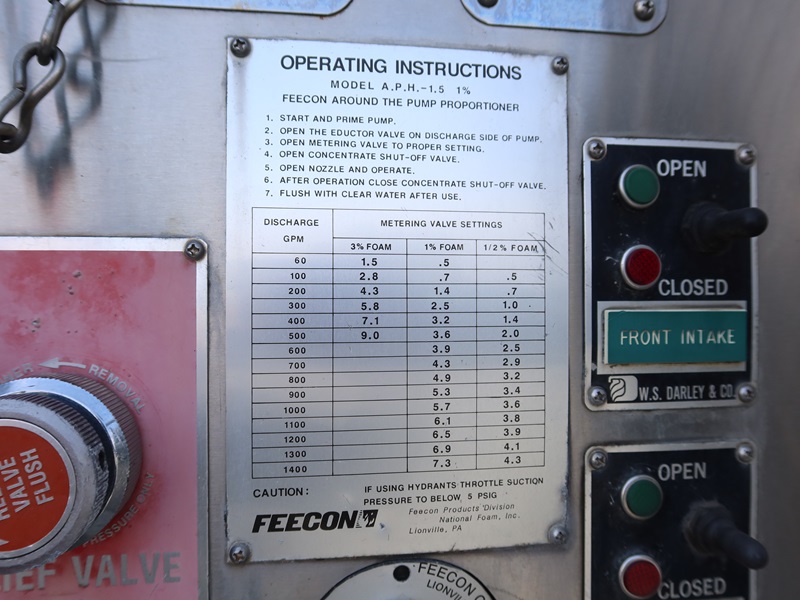 OPERATING INSTRUCTIONS
MODEL A.P.H.-1.5 1%
FEECON AROUND THE PUMP PROPORTIONER
1. START AND PRIME PUMP.
2. OPEN THE EDUCTOR VALVE ON DISCHARGE SIDE OF PUMP.
3. OPEN METERING VALVE TO PROPER SETTING.
4. OPEN CONCENTRATE SHUT-OFF VALVE.
5. OPEN NOZZLE AND OPERATE.
6. AFTER OPERATION CLOSE CONCENTRATE SHUT-OFF VALVE.
7. FLUSH WITH CLEAR WATER AFTER USE.
DISCHARGE GPM METERING VALVE SETTINGS
3% FOAM 1% FOAM 1/2% FOAM
60 1.5 .5
100 2.8 .7 .5
200 4.3 1.4 .7
300 5.8 2.5 1.0
400 7.1 3.2 1.4
500 9.0 3.6 2.0
600 3.9 2.5
700 4.3 2.9
800 4.9 3.2
900 5.3 3.4
1000 5.7 3.6
1100 6.1 3.8
1200 6.5 3.9
1300 6.9 4.1
1400 7.3 4.3
CAUTION: IF USING HYDRANTS THROTTLE SUCTION
PRESSURE TO BELOW 5 PSIG
FEECON
Feecon Products Division
National Foam, Inc.
Lionville, PA
OPEN
CLOSED
FRONT INTAKE
W.S. DARLEY & CO.
OPEN
CLOSED
REMOVAL
VALVE
FLUSH
PRESSURE ONLY
VALVE
FEECON